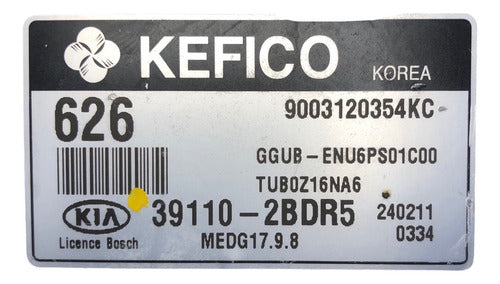 KEFICO
KOREA
626
9003120354KC
GGUB-ENU6PS01C00
TUB0Z16NA6
KIA
39110-2BDR5
240211
Licence Bosch
MEDG17.9.8
0334